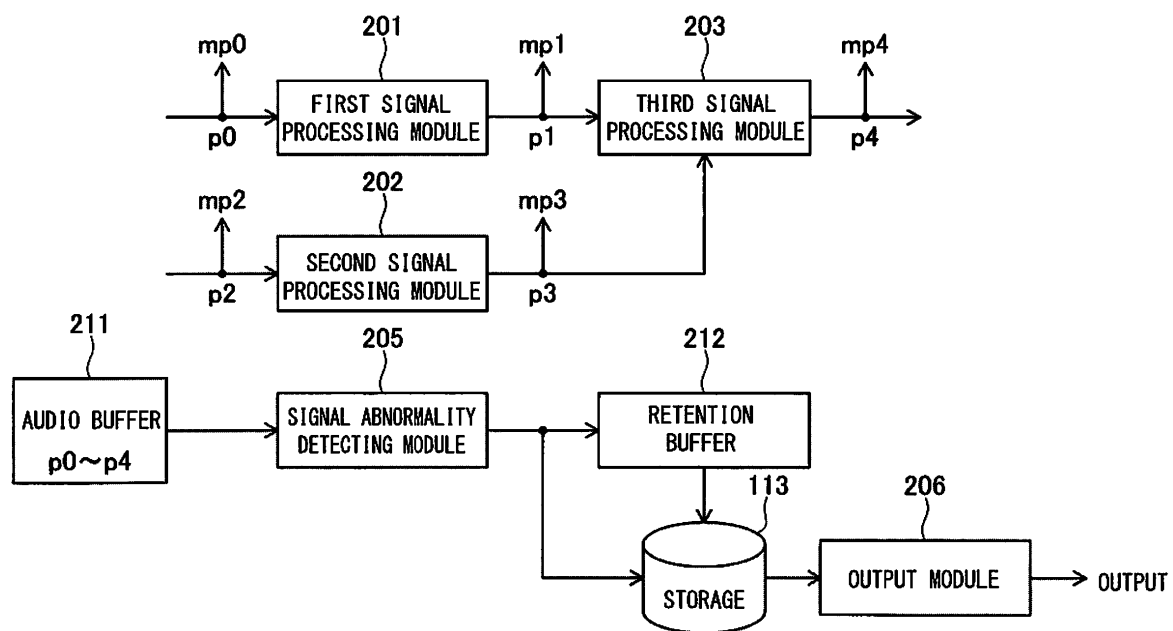 201
203
mp0
mp1
mp4
FIRST SIGNAL
PROCESSING MODULE
THIRD SIGNAL
PROCESSING MODULE
p0
p1
p4
202
mp2
mp3
SECOND SIGNAL
PROCESSING MODULE
p2
p3
211
205
212
AUDIO BUFFER
p0～p4
SIGNAL ABNORMALITY
DETECTING MODULE
RETENTION
BUFFER
113
206
STORAGE
OUTPUT MODULE
OUTPUT